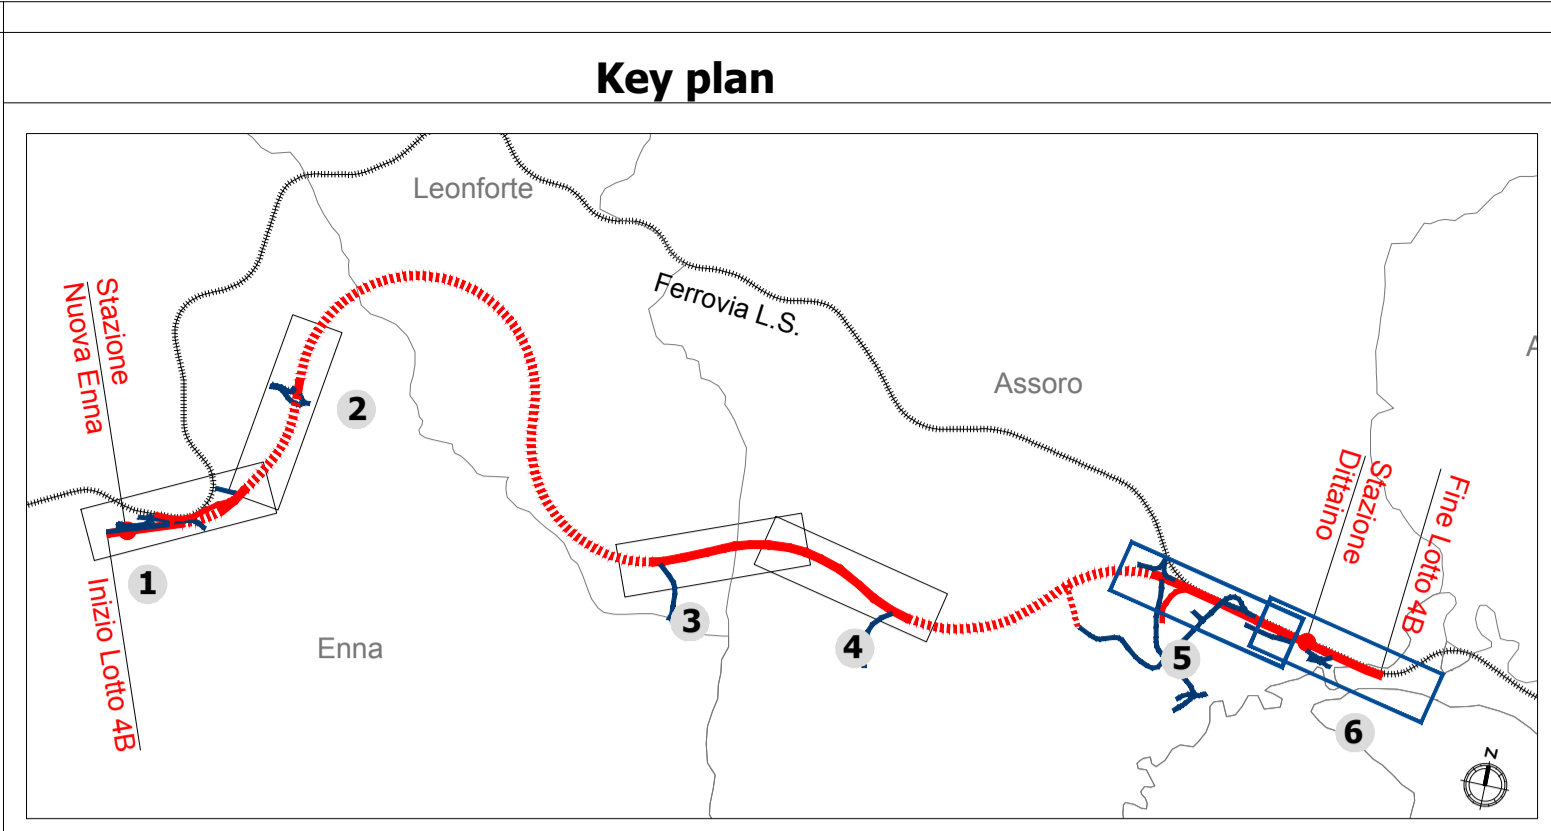 Key plan
Leonforte
Ferrovia L.S.
Stazione
Nuova Enna
Assoro
2
Stazione
Dittaino
Fine Lotto 4B
1
Inizio Lotto 4B
3
4
5
Enna
6
N
A